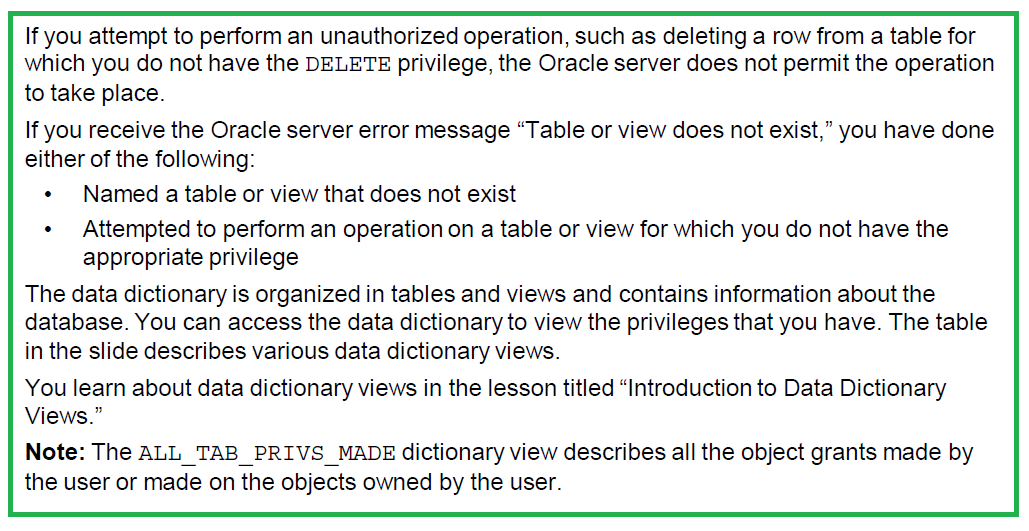 If you attempt to perform an unauthorized operation, such as deleting a row from a table for
which you do not have the DELETE privilege, the Oracle server does not permit the operation
to take place.
If you receive the Oracle server error message “Table or view does not exist,” you have done
either of the following:
• Named a table or view that does not exist
• Attempted to perform an operation on a table or view for which you do not have the
appropriate privilege
The data dictionary is organized in tables and views and contains information about the
database. You can access the data dictionary to view the privileges that you have. The table
in the slide describes various data dictionary views.
You learn about data dictionary views in the lesson titled “Introduction to Data Dictionary
Views.”
Note: The ALL_TAB_PRIVS_MADE dictionary view describes all the object grants made by
the user or made on the objects owned by the user.